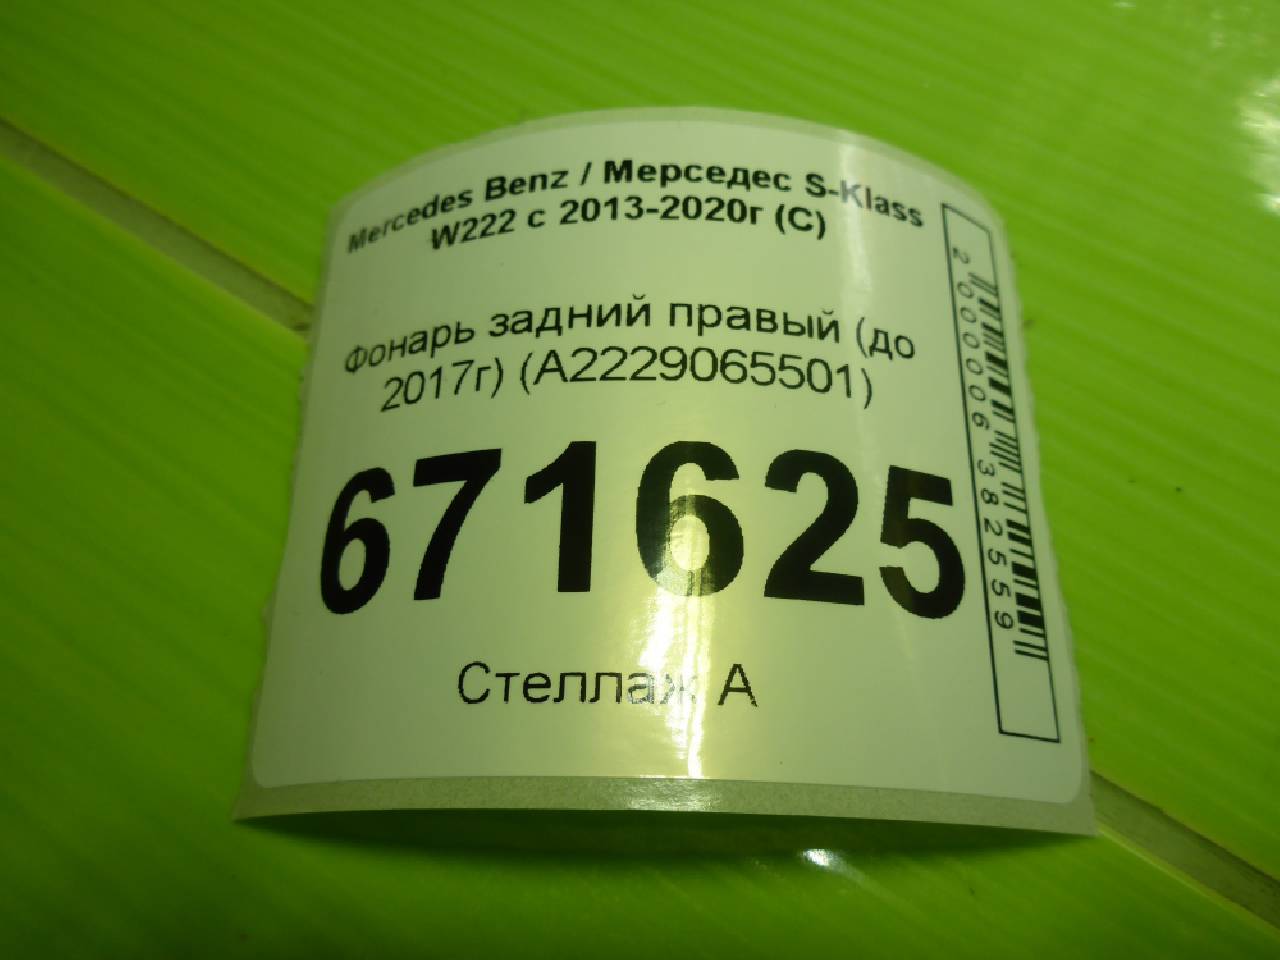 Mercedes Benz / Мерседес S-Klass
W222 с 2013-2020г (С)
Фонарь задний правый (до
2017г) (A2229065501)
671625
Стеллаж А
2000006382559